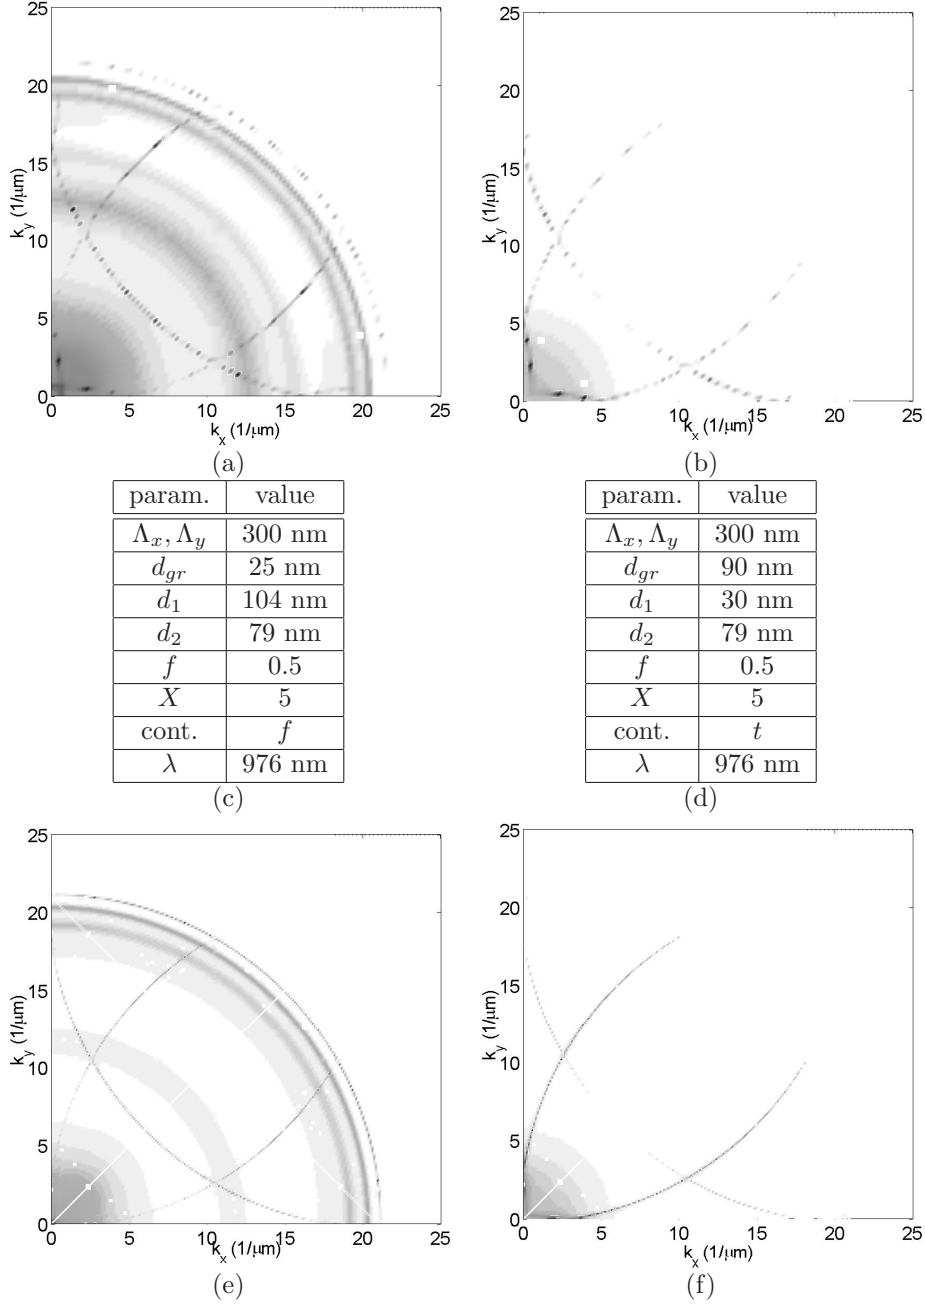 25
20
15
10
5
0
k_y (1/μm)
0 5 10 15 20 25
k_x (1/μm)
(a)
25
20
15
10
5
0
k_y (1/μm)
0 5 10 15 20 25
k_x (1/μm)
(b)
param. value
Λ_x, Λ_y 300 nm
d_gr 25 nm
d_1 104 nm
d_2 79 nm
f 0.5
X 5
cont. f
λ 976 nm
(c)
param. value
Λ_x, Λ_y 300 nm
d_gr 90 nm
d_1 30 nm
d_2 79 nm
f 0.5
X 5
cont. t
λ 976 nm
(d)
25
20
15
10
5
0
k_y (1/μm)
0 5 10 15 20 25
k_x (1/μm)
(e)
25
20
15
10
5
0
k_y (1/μm)
0 5 10 15 20 25
k_x (1/μm)
(f)